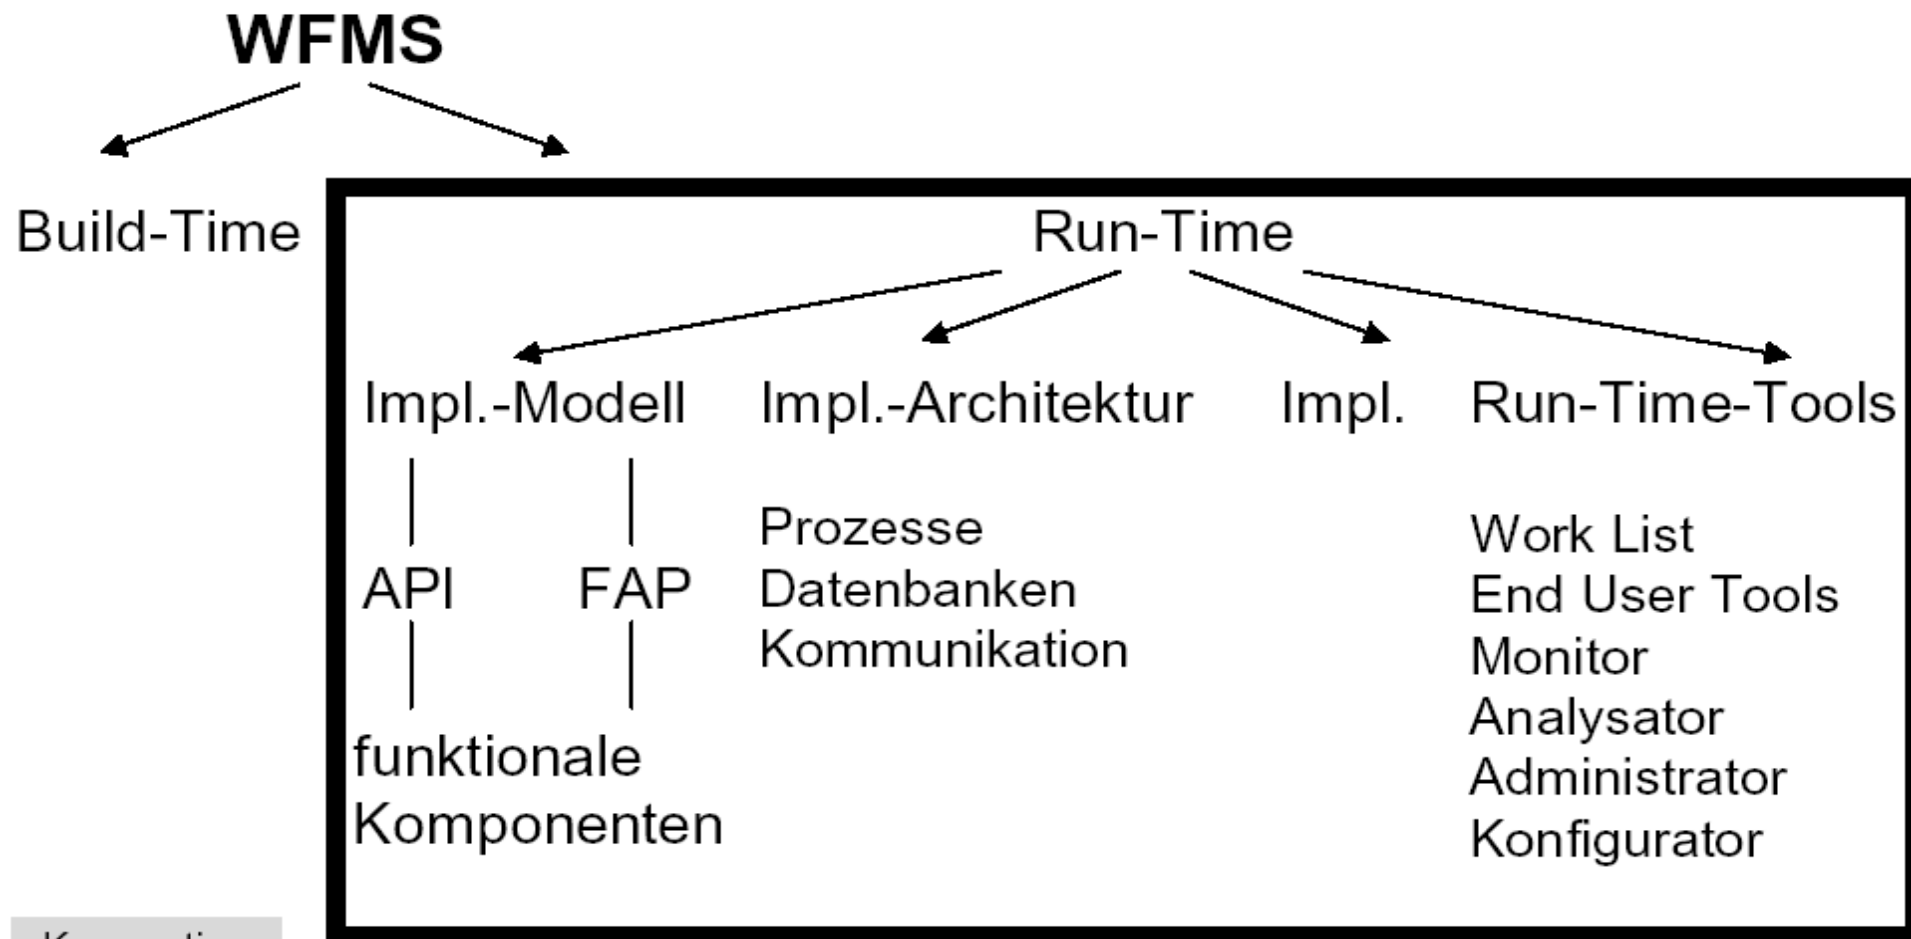 WFMS
Build-Time
Run-Time
Impl.-Modell
Impl.-Architektur
Impl.
Run-Time-Tools
API
FAP
funktionale
Komponenten
Prozesse
Datenbanken
Kommunikation
Work List
End User Tools
Monitor
Analysator
Administrator
Konfigurator